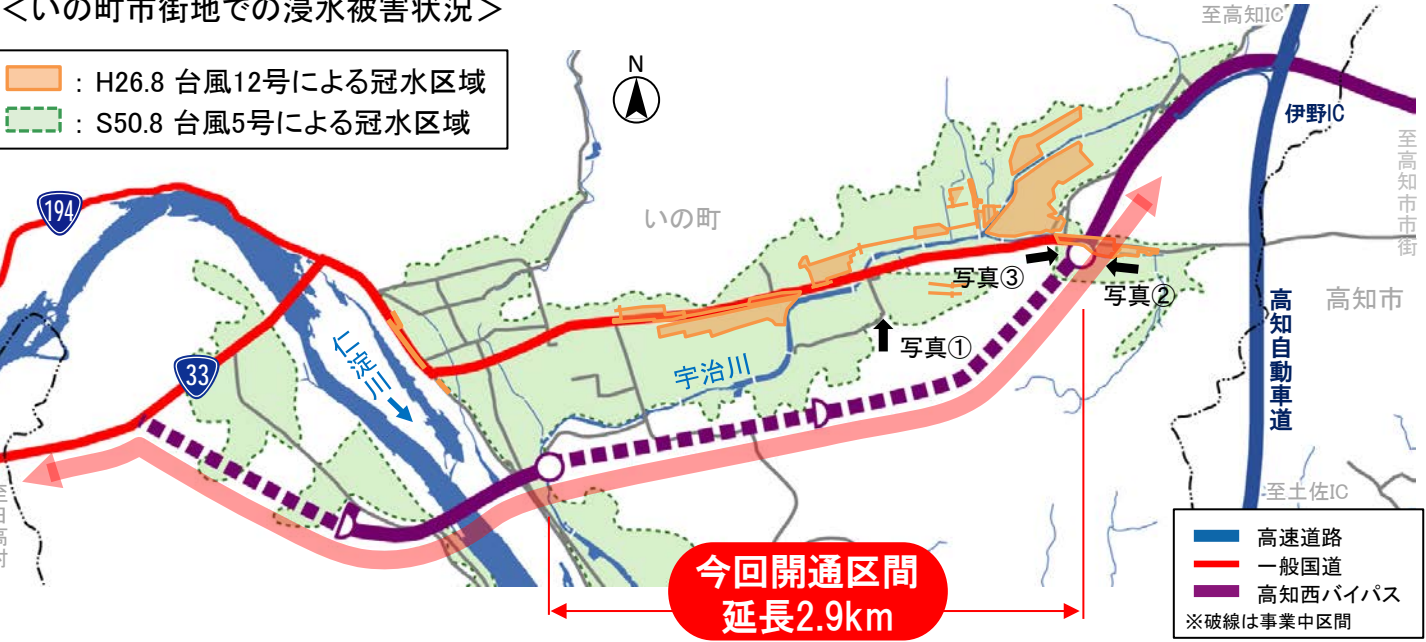 ＜いの町市街地での浸水被害状況＞
：H26.8 台風12号による冠水区域
：S50.8 台風5号による冠水区域
N
至高知IC
伊野IC
至高知市市街
194
いの町
写真③
写真②
高知市
33
仁淀川
写真①
宇治川
高知自動車道
至土佐IC
至日高村
今回開通区間
延長2.9km
高速道路
一般国道
高知西バイパス
※破線は事業中区間